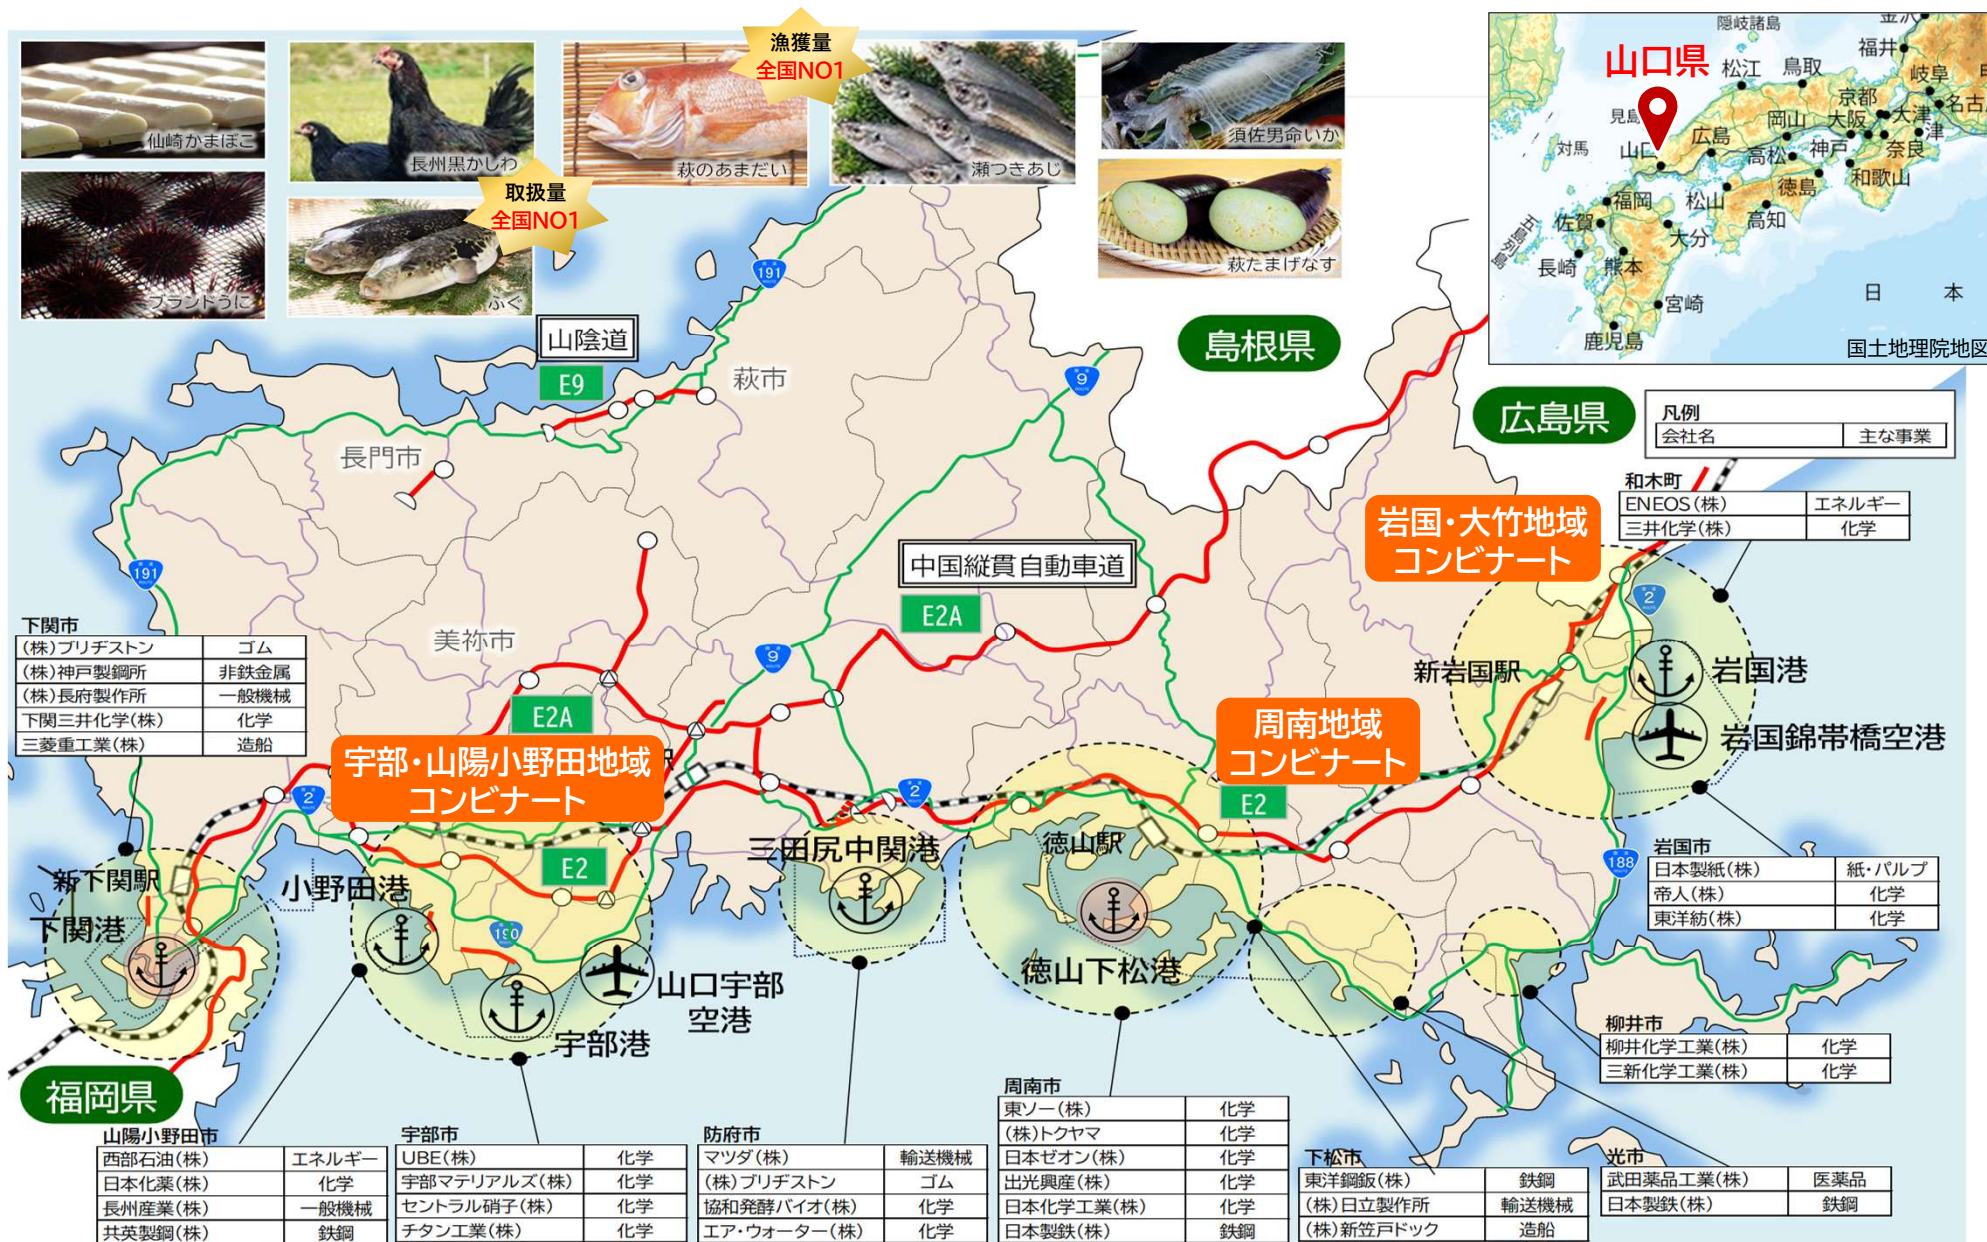 仙崎かまぼこ
長州黒かしわ
萩のあまだい
漁獲量
全国NO1
瀬つきあじ
須佐男命いか
ブランドうに
取扱量
全国NO1
ふぐ
萩たまげなす
山口県
隠岐諸島
金沢
福井
松江
鳥取
岐阜
見島
京都
大津
名古
岡山
大阪
津
対馬
山口
広島
高松
神戸
奈良
福岡
松山
徳島
和歌山
佐賀
高知
大分
五島列島
長崎
熊本
宮崎
日 本
鹿児島
国土地理院地図
191
山陰道
E9
萩市
島根県
9
広島県
凡例
会社名 主な事業
長門市
和木町
ENEOS(株) エネルギー
三井化学(株) 化学
岩国・大竹地域
コンビナート
中国縦貫自動車道
E2A
191
2
下関市
(株)ブリヂストン ゴム
(株)神戸製鋼所 非鉄金属
(株)長府製作所 一般機械
下関三井化学(株) 化学
三菱重工業(株) 造船
美祢市
9
新岩国駅
岩国港
岩国錦帯橋空港
E2A
宇部・山陽小野田地域
コンビナート
駅
周南地域
コンビナート
2
2
E2
新下関駅
下関港
小野田港
E2
三田尻中関港
徳山駅
188
岩国市
日本製紙(株) 紙・パルプ
帝人(株) 化学
東洋紡(株) 化学
190
山口宇部
空港
宇部港
徳山下松港
福岡県
柳井市
柳井化学工業(株) 化学
三新化学工業(株) 化学
山陽小野田市
西部石油(株) エネルギー
日本化薬(株) 化学
長州産業(株) 一般機械
共英製鋼(株) 鉄鋼
宇部市
UBE(株) 化学
宇部マテリアルズ(株) 化学
セントラル硝子(株) 化学
チタン工業(株) 化学
防府市
マツダ(株) 輸送機械
(株)ブリヂストン ゴム
協和発酵バイオ(株) 化学
エア・ウォーター(株) 化学
周南市
東ソー(株) 化学
(株)トクヤマ 化学
日本ゼオン(株) 化学
出光興産(株) 化学
日本化学工業(株) 化学
日本製鉄(株) 鉄鋼
下松市
東洋鋼鈑(株) 鉄鋼
(株)日立製作所 輸送機械
(株)新笠戸ドック 造船
光市
武田薬品工業(株) 医薬品
日本製鉄(株) 鉄鋼